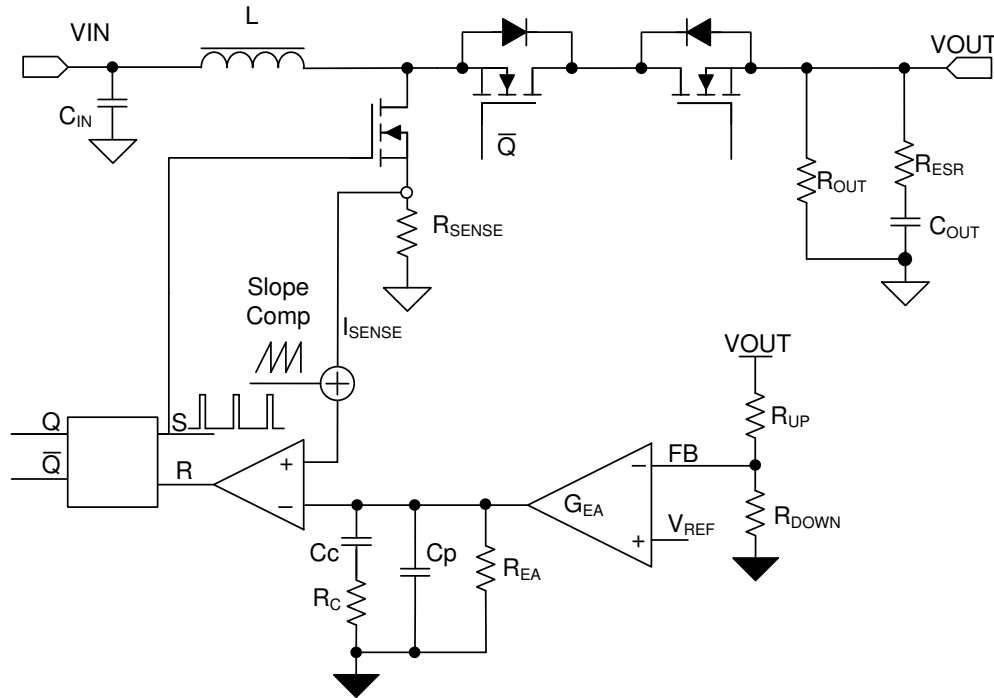 L
VIN
VOUT
C_IN
Q̅
R_OUT
R_ESR
C_OUT
R_SENSE
Slope
Comp
I_SENSE
VOUT
R_UP
Q
S
FB
Q̅
R
+
−
−
+
G_EA
V_REF
R_DOWN
Cc
Cp
R_EA
R_C